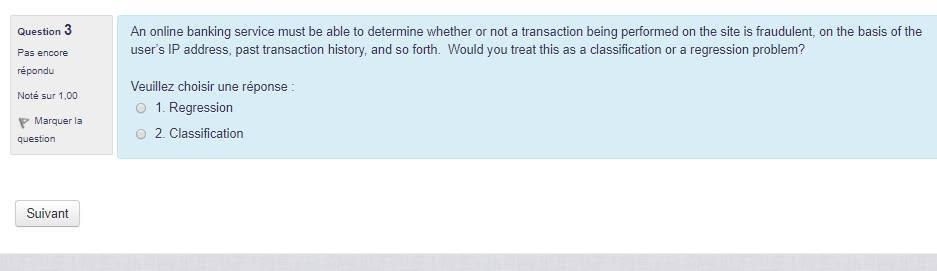 Question 3
Pas encore
répondu
Noté sur 1,00
Marquer la
question
An online banking service must be able to determine whether or not a transaction being performed on the site is fraudulent, on the basis of the
user's IP address, past transaction history, and so forth. Would you treat this as a classification or a regression problem?
Veuillez choisir une réponse :
1. Regression
2. Classification
Suivant